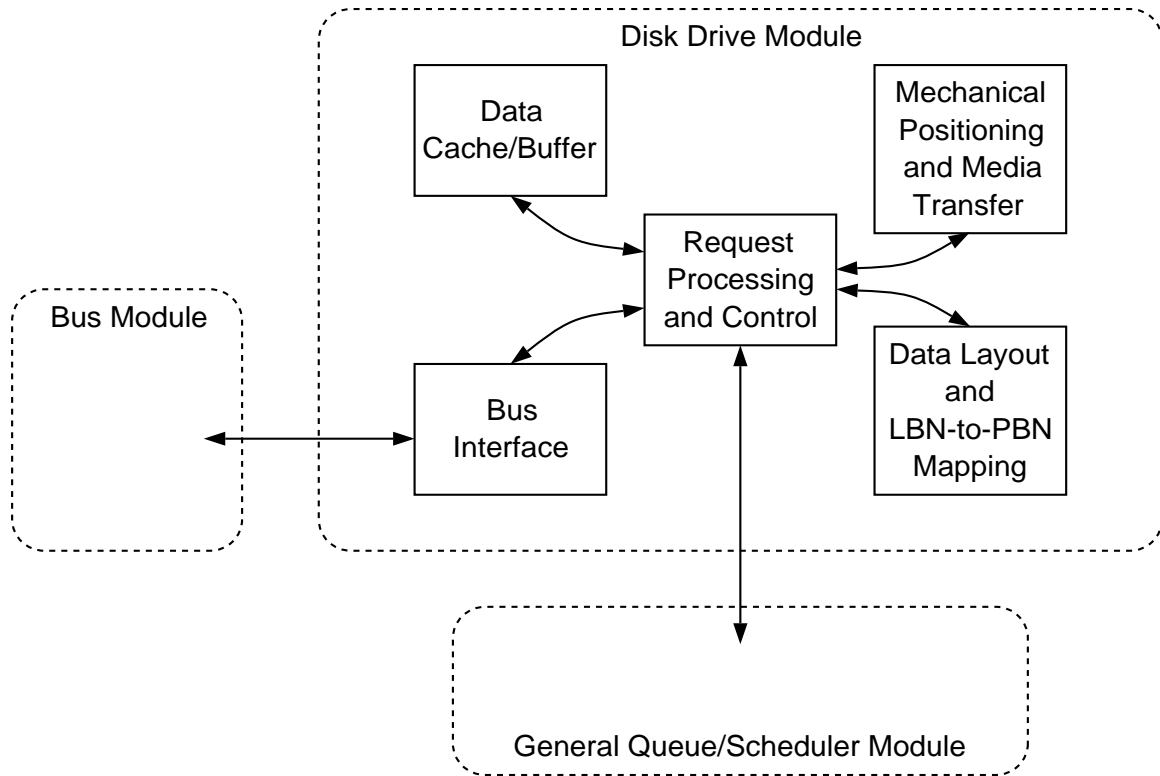 Disk Drive Module
Data
Cache/Buffer
Mechanical
Positioning
and Media
Transfer
Request
Processing
and Control
Bus Module
Bus
Interface
Data Layout
and
LBN-to-PBN
Mapping
General Queue/Scheduler Module